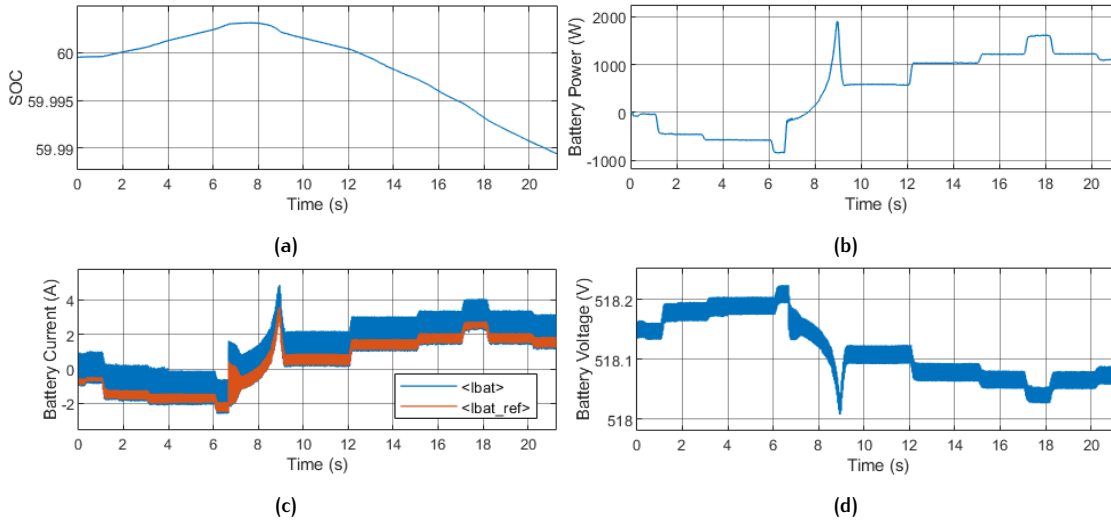 SOC
60
59.995
59.99
0 2 4 6 8 10 12 14 16 18 20
Time (s)
(a)
Battery Power (W)
2000
1000
0
-1000
0 2 4 6 8 10 12 14 16 18 20
Time (s)
(b)
Battery Current (A)
4
2
0
-2
<Ibat>
<Ibat_ref>
0 2 4 6 8 10 12 14 16 18 20
Time (s)
(c)
Battery Voltage (V)
518.2
518.1
518
0 2 4 6 8 10 12 14 16 18 20
Time (s)
(d)